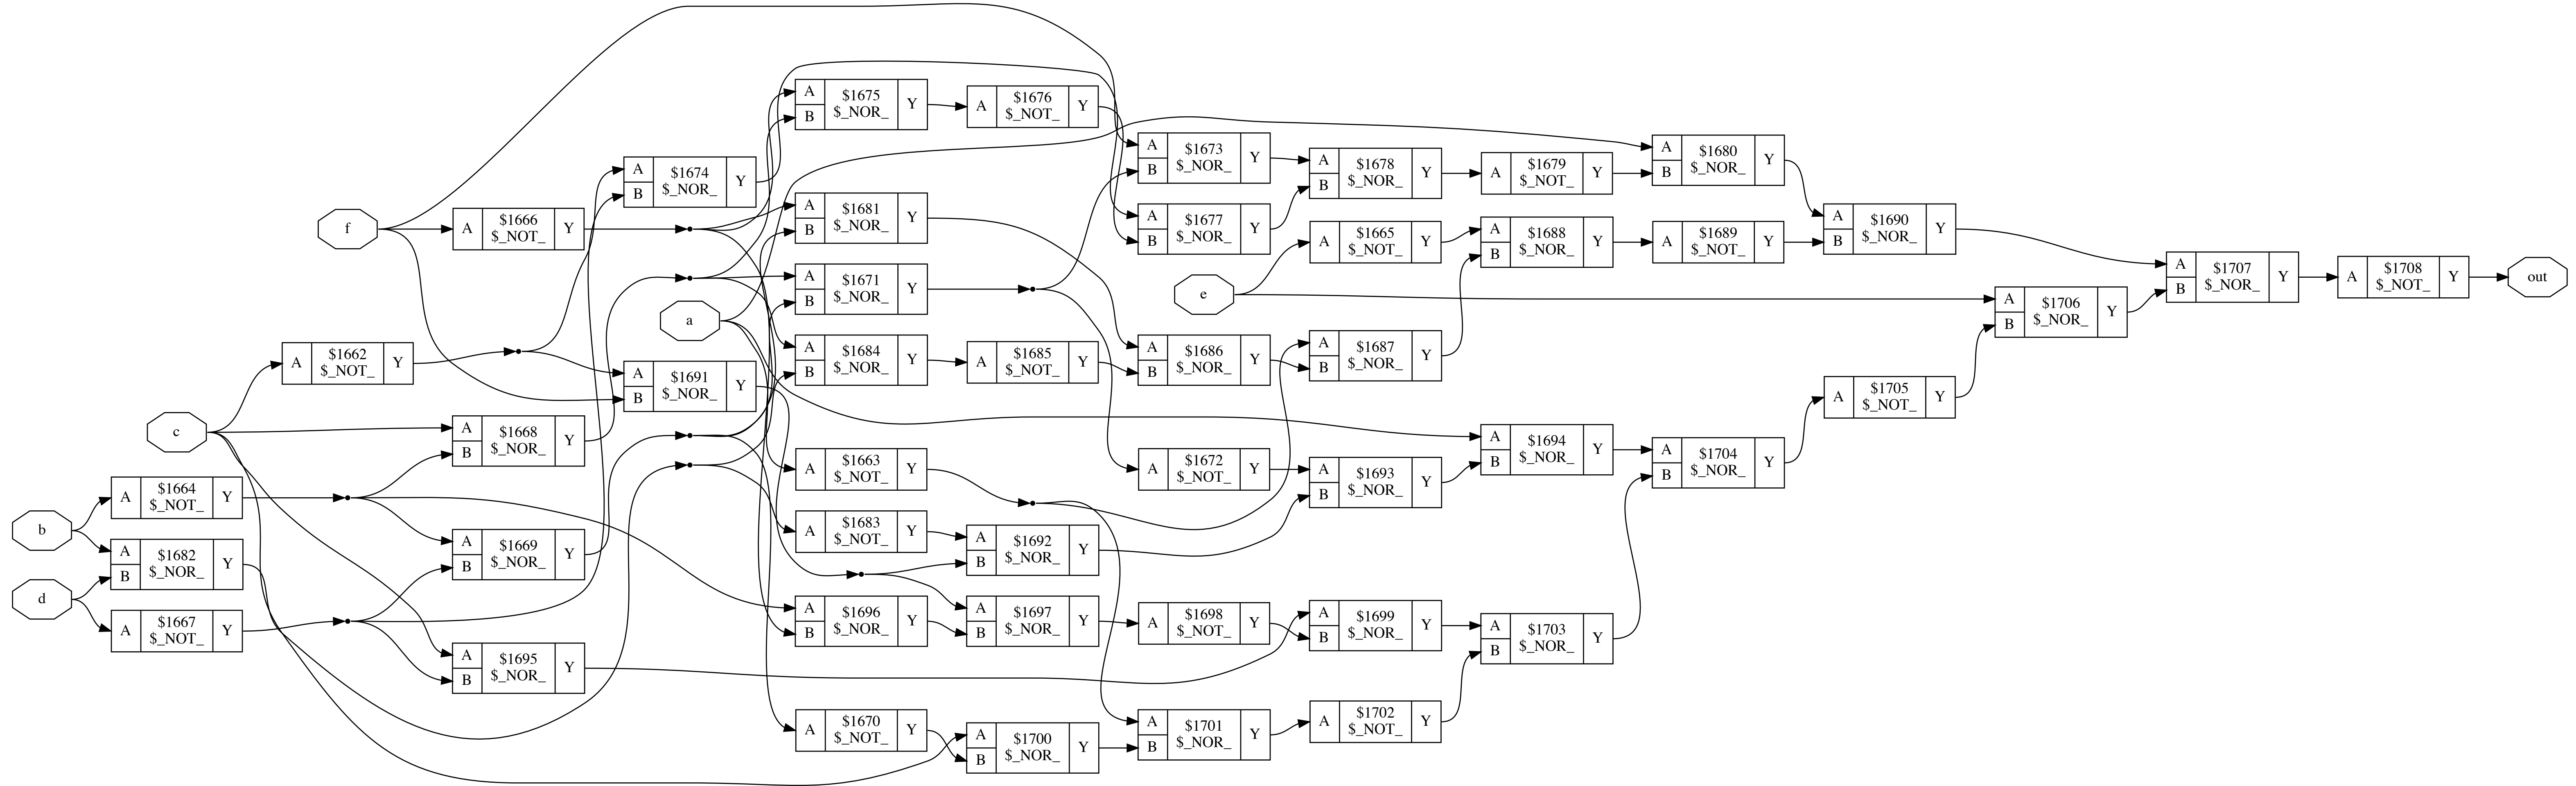 b
d
A
$1664
$_NOT_
Y
A
B
$1682
$_NOR_
Y
A
$1667
$_NOT_
Y
c
A
$1662
$_NOT_
Y
f
A
$1666
$_NOT_
Y
A
B
$1668
$_NOR_
Y
A
B
$1669
$_NOR_
Y
A
B
$1695
$_NOR_
Y
A
B
$1674
$_NOR_
Y
a
A
B
$1691
$_NOR_
Y
A
B
$1675
$_NOR_
Y
A
B
$1681
$_NOR_
Y
A
B
$1671
$_NOR_
Y
A
B
$1684
$_NOR_
Y
A
$1663
$_NOT_
Y
A
$1683
$_NOT_
Y
A
B
$1696
$_NOR_
Y
A
$1670
$_NOT_
Y
A
$1676
$_NOT_
Y
A
$1685
$_NOT_
Y
A
B
$1692
$_NOR_
Y
A
B
$1697
$_NOR_
Y
A
B
$1700
$_NOR_
Y
A
B
$1673
$_NOR_
Y
A
B
$1677
$_NOR_
Y
e
A
B
$1686
$_NOR_
Y
A
$1672
$_NOT_
Y
A
$1698
$_NOT_
Y
A
B
$1701
$_NOR_
Y
A
B
$1678
$_NOR_
Y
A
$1665
$_NOT_
Y
A
B
$1687
$_NOR_
Y
A
B
$1693
$_NOR_
Y
A
B
$1699
$_NOR_
Y
A
$1702
$_NOT_
Y
A
$1679
$_NOT_
Y
A
B
$1688
$_NOR_
Y
A
B
$1694
$_NOR_
Y
A
B
$1703
$_NOR_
Y
A
B
$1680
$_NOR_
Y
A
$1689
$_NOT_
Y
A
B
$1704
$_NOR_
Y
A
B
$1690
$_NOR_
Y
A
$1705
$_NOT_
Y
A
B
$1706
$_NOR_
Y
A
B
$1707
$_NOR_
Y
A
$1708
$_NOT_
Y
out